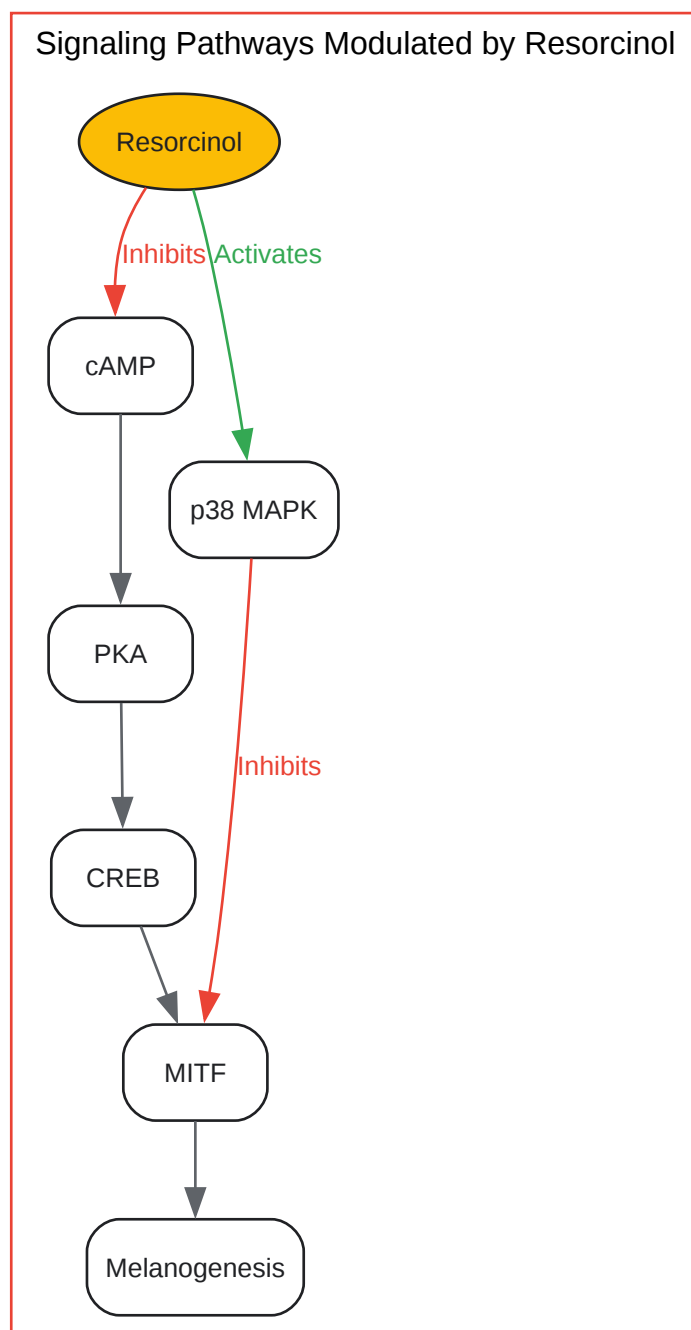 Signaling Pathways Modulated by Resorcinol
Resorcinol
Inhibits
Activates
cAMP
p38 MAPK
PKA
Inhibits
CREB
MITF
Melanogenesis